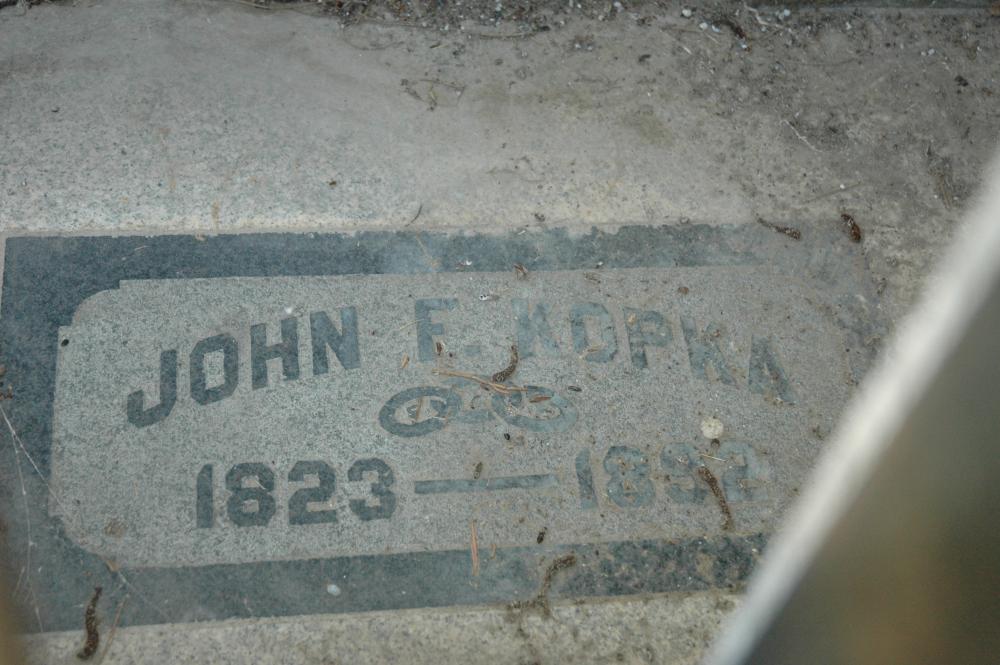 JOHN F. KOPKA
1823 — 1892